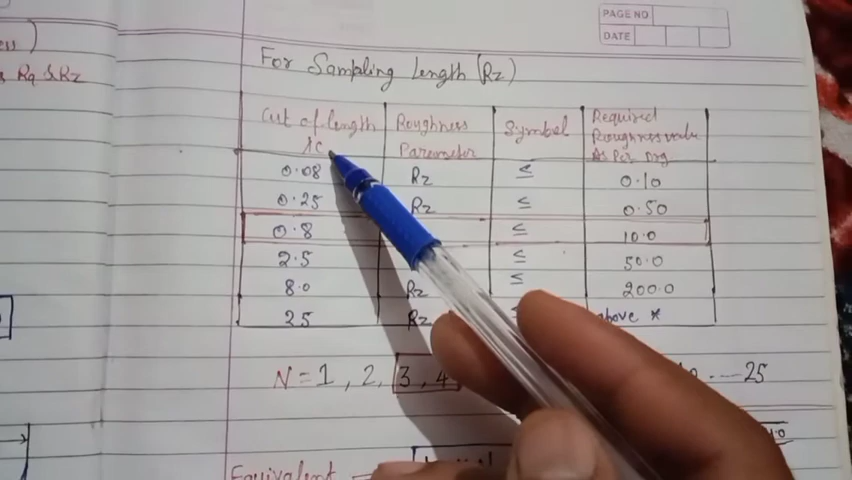 PAGE NO
DATE
ess)
Rq & Rz
For Sampling Length (Rz)
Cut of length λc | Roughness Parameter | Symbol | Required Roughness value As Per Drg
0.08 Rz ≤ 0.10
0.25 Rz ≤ 0.50
0.8 ≤ 10.0
2.5 ≤ 50.0
8.0 Rz ≤ 200.0
25 Rz ≤ above *
N = 1, 2, 3, 4 --- 25
Equivalent =